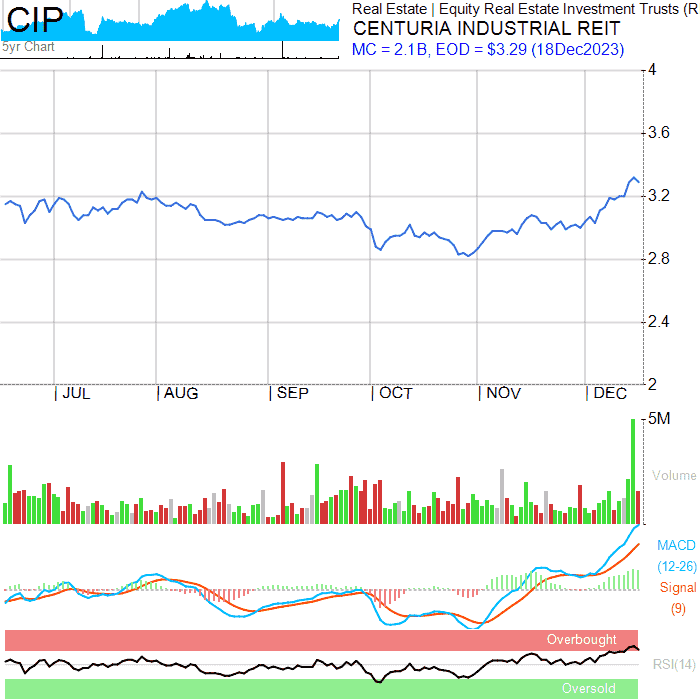 CIP
5yr Chart
Real Estate | Equity Real Estate Investment Trusts (R
CENTURIA INDUSTRIAL REIT
MC = 2.1B, EOD = $3.29 (18Dec2023)
4
3.6
3.2
2.8
2.4
2
| JUL | AUG | SEP | OCT | NOV | DEC
5M
Volume
MACD
(12-26)
Signal
(9)
Overbought
RSI(14)
Oversold